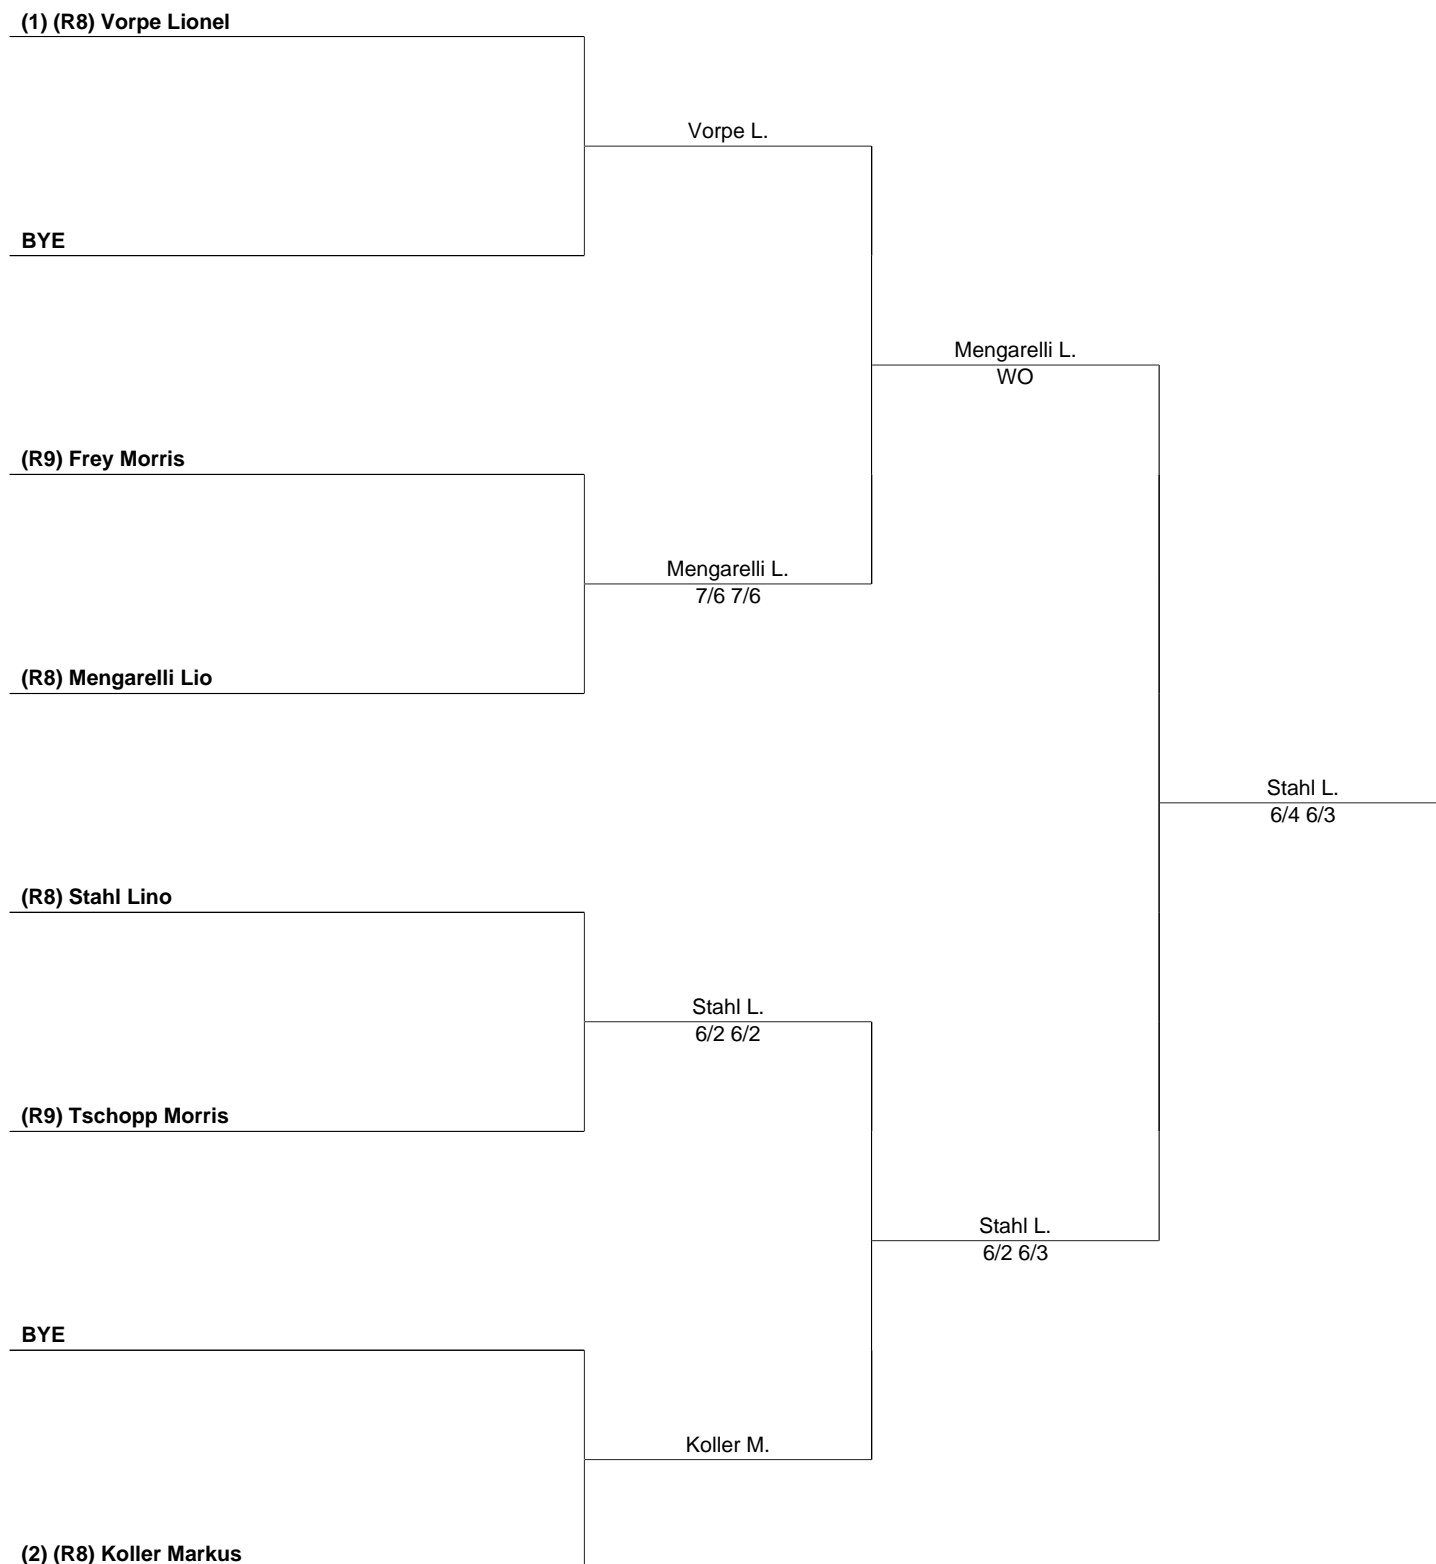 (1) (R8) Vorpe Lionel
Vorpe L.
BYE
Mengarelli L.
WO
(R9) Frey Morris
Mengarelli L.
7/6 7/6
(R8) Mengarelli Lio
Stahl L.
6/4 6/3
(R8) Stahl Lino
Stahl L.
6/2 6/2
(R9) Tschopp Morris
Stahl L.
6/2 6/3
BYE
Koller M.
(2) (R8) Koller Markus